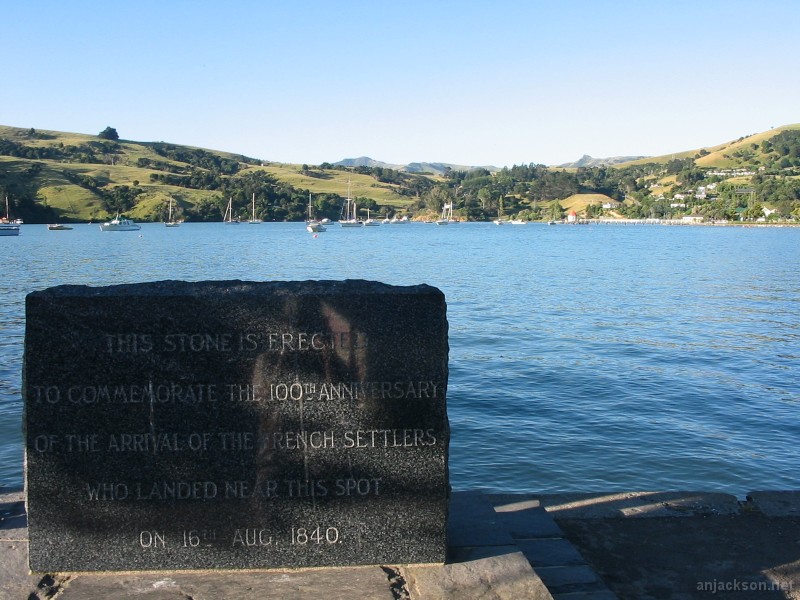 THIS STONE IS ERECTED
TO COMMEMORATE THE 100TH ANNIVERSARY
OF THE ARRIVAL OF THE FRENCH SETTLERS
WHO LANDED NEAR THIS SPOT
ON 16TH AUG. 1840.
anjackson.net